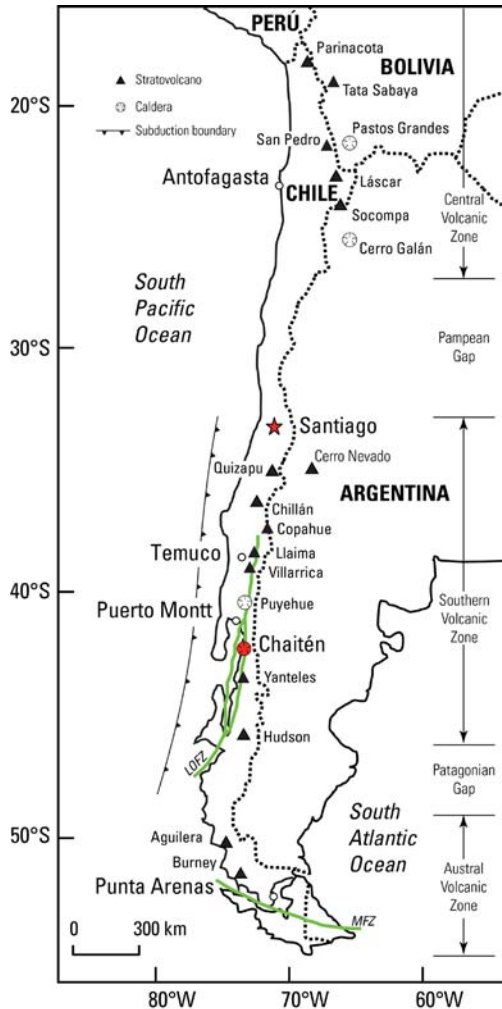 PERÚ
Parinacota
BOLIVIA
Stratovolcano
Caldera
Subduction boundary
20°S
Tata Sabaya
Pastos Grandes
San Pedro
Antofagasta
CHILE
Láscar
Socompa
Central
Volcanic
Zone
Cerro Galán
South
Pacific
Ocean
30°S
Pampean
Gap
Santiago
Cerro Nevado
Quizapu
ARGENTINA
Chillán
Copahue
Temuco
Llaima
Villarrica
40°S
Puyehue
Puerto Montt
Southern
Volcanic
Zone
Chaitén
Yanteles
Hudson
LOFZ
Patagonian
Gap
South
Atlantic
Ocean
50°S
Aguilera
Burney
Punta Arenas
Austral
Volcanic
Zone
MFZ
0 300 km
80°W 70°W 60°W